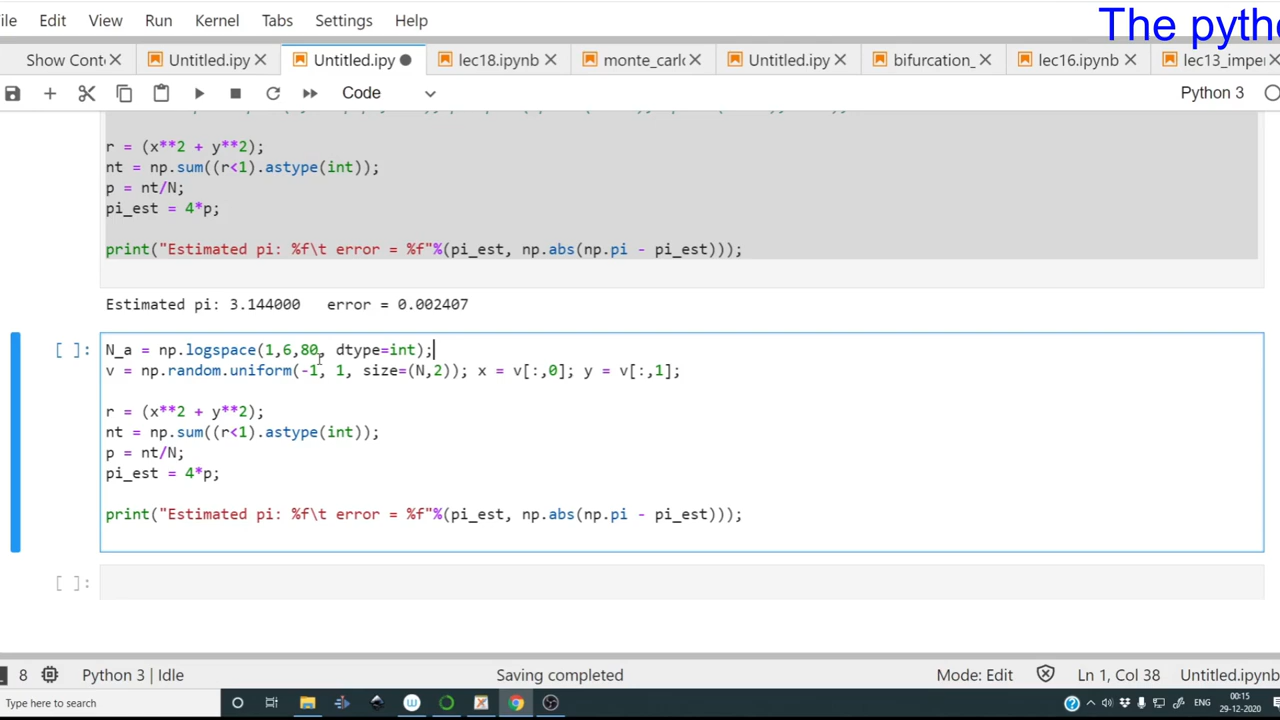 The pythe
ile Edit View Run Kernel Tabs Settings Help
Show Conto Untitled.ipy Untitled.ipy lec18.ipynb monte_carlo Untitled.ipy bifurcation_ lec16.ipynb lec13_impe
Code Python 3
r = (x**2 + y**2);
nt = np.sum((r<1).astype(int));
p = nt/N;
pi_est = 4*p;
print("Estimated pi: %f\t error = %f"%(pi_est, np.abs(np.pi - pi_est)));
Estimated pi: 3.144000 error = 0.002407
[ ]: N_a = np.logspace(1,6,80, dtype=int);
v = np.random.uniform(-1, 1, size=(N,2)); x = v[:,0]; y = v[:,1];
r = (x**2 + y**2);
nt = np.sum((r<1).astype(int));
p = nt/N;
pi_est = 4*p;
print("Estimated pi: %f\t error = %f"%(pi_est, np.abs(np.pi - pi_est)));
[ ]:
8 Python 3 | Idle Saving completed Mode: Edit Ln 1, Col 38 Untitled.ipynb
Type here to search ENG 00:15
29-12-2020